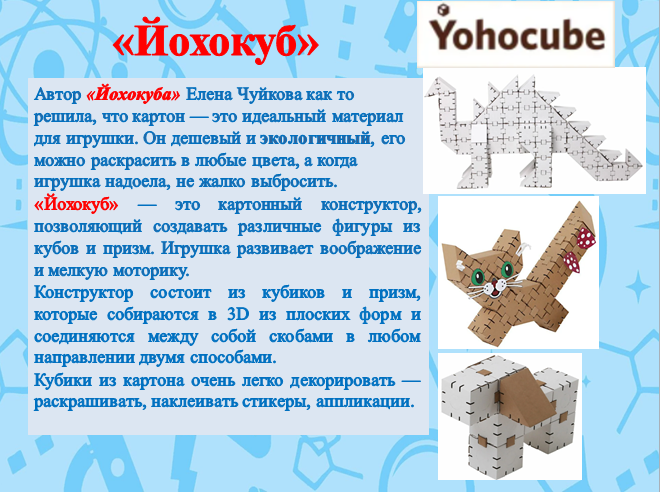 «Йохокуб»
Yohocube
Автор «Йохокуба» Елена Чуйкова как то
решила, что картон — это идеальный материал
для игрушки. Он дешевый и экологичный, его
можно раскрасить в любые цвета, а когда
игрушка надоела, не жалко выбросить.
«Йохокуб» — это картонный конструктор,
позволяющий создавать различные фигуры из
кубов и призм. Игрушка развивает воображение
и мелкую моторику.
Конструктор состоит из кубиков и призм,
которые собираются в 3D из плоских форм и
соединяются между собой скобами в любом
направлении двумя способами.
Кубики из картона очень легко декорировать —
раскрашивать, наклеивать стикеры, аппликации.